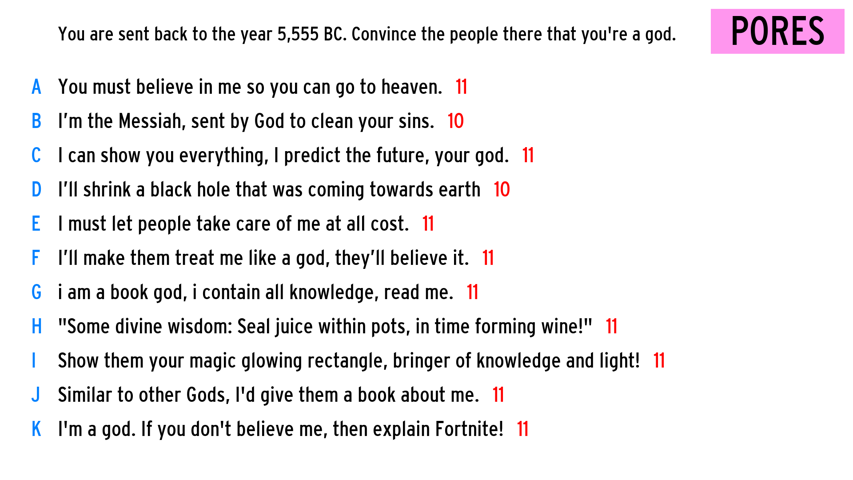 You are sent back to the year 5,555 BC. Convince the people there that you're a god.
PORES
A You must believe in me so you can go to heaven. 11
B I’m the Messiah, sent by God to clean your sins. 10
C I can show you everything, I predict the future, your god. 11
D I’ll shrink a black hole that was coming towards earth 10
E I must let people take care of me at all cost. 11
F I’ll make them treat me like a god, they’ll believe it. 11
G i am a book god, i contain all knowledge, read me. 11
H "Some divine wisdom: Seal juice within pots, in time forming wine!" 11
I Show them your magic glowing rectangle, bringer of knowledge and light! 11
J Similar to other Gods, I'd give them a book about me. 11
K I'm a god. If you don't believe me, then explain Fortnite! 11